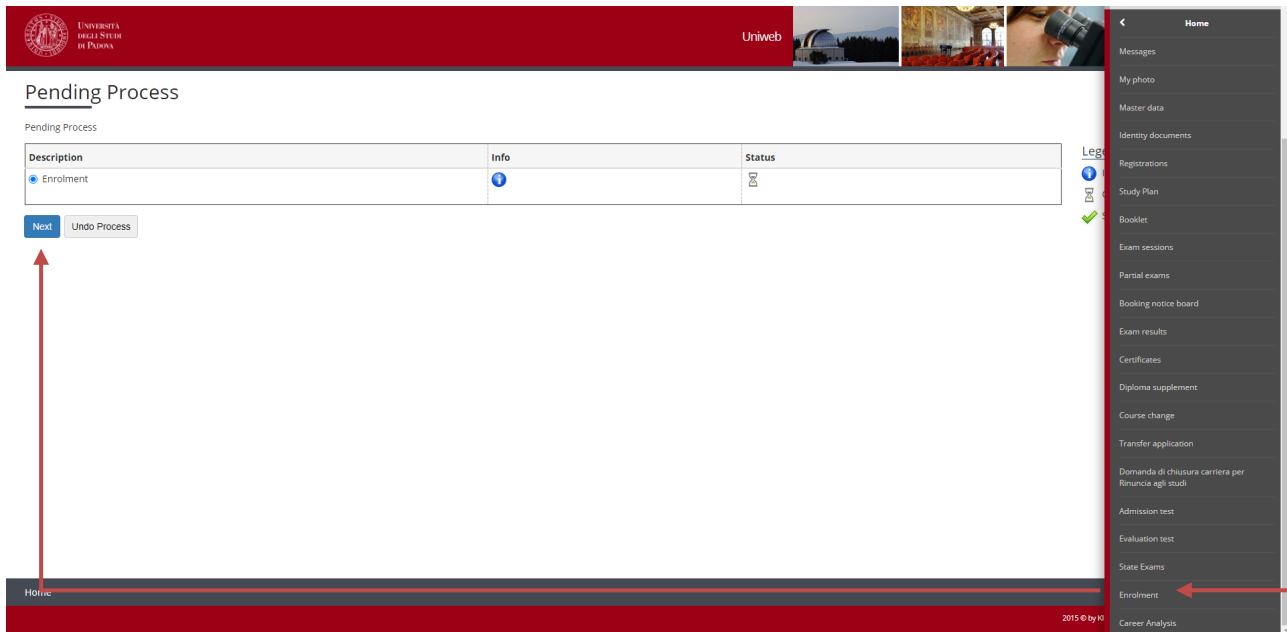 UNIVERSITÀ
DEGLI STUDI
DI PADOVA
Uniweb
Pending Process
Pending Process
Description Info Status
Enrolment
Next Undo Process
Home
2015 © by
Home
Messages
My photo
Master data
Identity documents
Registrations
Study Plan
Booklet
Exam sessions
Partial exams
Booking notice board
Exam results
Certificates
Diploma supplement
Course change
Transfer application
Domanda di chiusura carriera per
Rinuncia agli studi
Admission test
Evaluation test
State Exams
Enrolment
Career Analysis